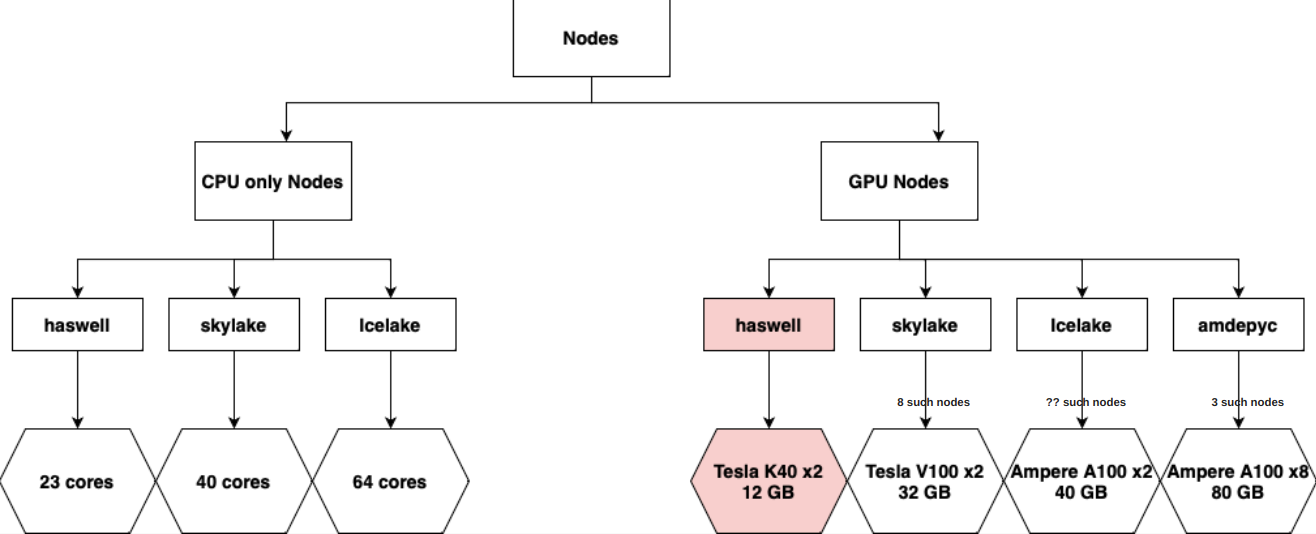 Nodes
CPU only Nodes
GPU Nodes
haswell
skylake
Icelake
haswell
skylake
Icelake
amdepyc
8 such nodes
?? such nodes
3 such nodes
23 cores
40 cores
64 cores
Tesla K40 x2
12 GB
Tesla V100 x2
32 GB
Ampere A100 x2
40 GB
Ampere A100 x8
80 GB